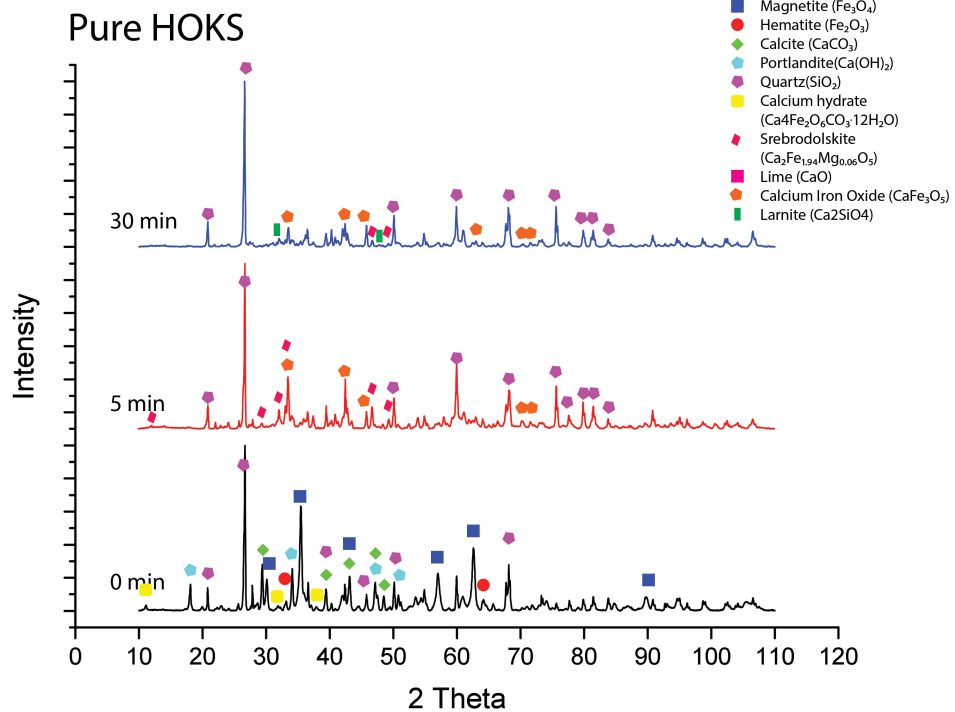 Pure HOKS
Magnetite (Fe₃O₄)
Hematite (Fe₂O₃)
Calcite (CaCO₃)
Portlandite(Ca(OH)₂)
Quartz(SiO₂)
Calcium hydrate
(Ca4Fe₂O₆CO₃·12H₂O)
Srebrodolskite
(Ca₂Fe₁.₉₄Mg₀.₀₆O₅)
Lime (CaO)
Calcium Iron Oxide (CaFe₃O₅)
Larnite (Ca2SiO4)
30 min
5 min
0 min
Intensity
0 10 20 30 40 50 60 70 80 90 100 110 120
2 Theta